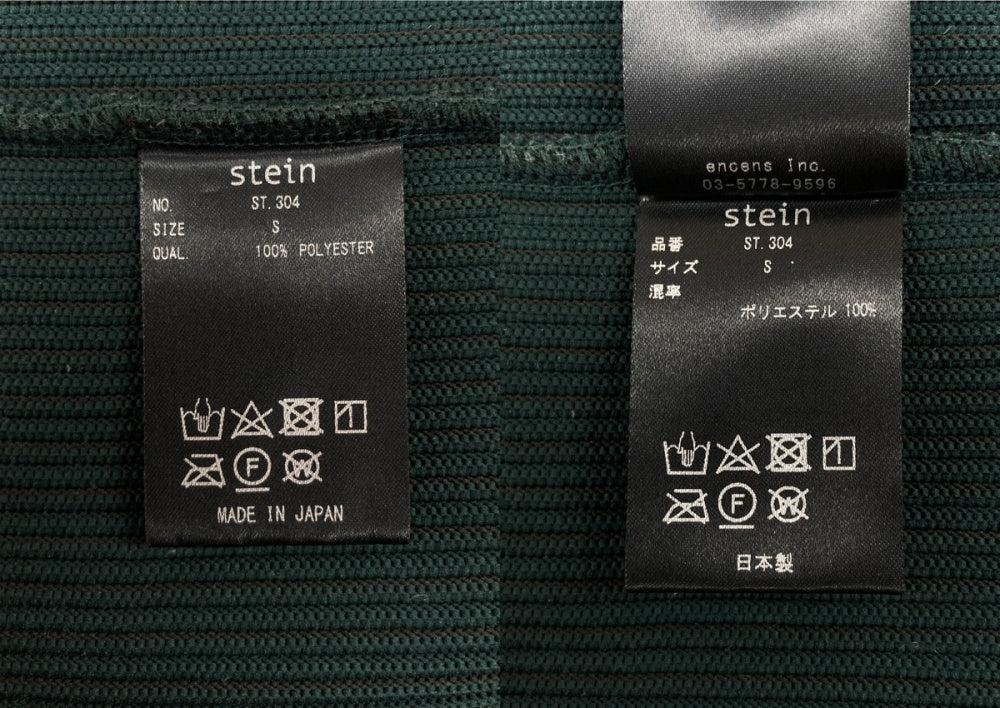 stein
NO. ST.304
SIZE S
QUAL. 100% POLYESTER
F
W
MADE IN JAPAN
encens Inc.
03-5778-9596
stein
品番 ST.304
サイズ S
混率
ポリエステル 100%
F
W
日本製